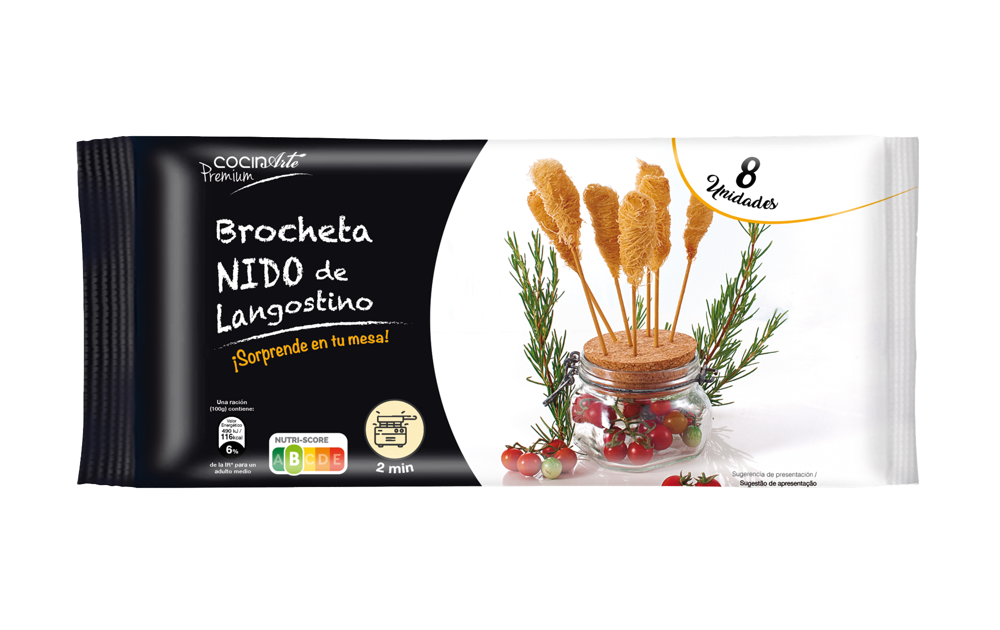 cocinArte
Premium
Brocheta
NIDO de
Langostino
¡Sorprende en tu mesa!
Una ración
(100g) contiene:
Valor
Energético
490 kJ /
116kcal
6%
de la IR* para un
adulto medio
NUTRI-SCORE
A B C D E
2 min
8
Unidades
Sugerencia de presentación /
Sugestão de apresentação